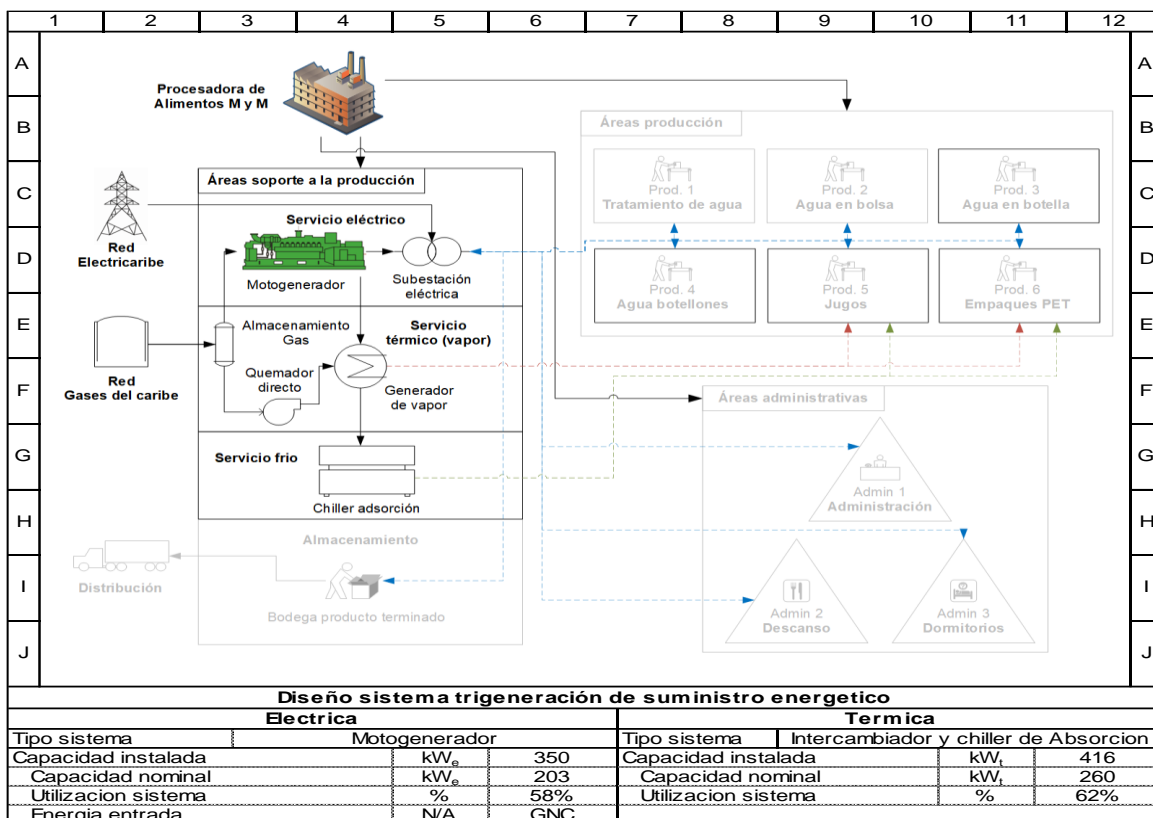 1 2 3 4 5 6 7 8 9 10 11 12
A A
B B
C C
D D
E E
F F
G G
H H
I I
J J
Procesadora de
Alimentos M y M
Áreas producción
Prod. 1
Tratamiento de agua
Prod. 2
Agua en bolsa
Prod. 3
Agua en botella
Prod. 4
Agua botellones
Prod. 5
Jugos
Prod. 6
Empaques PET
Áreas soporte a la producción
Servicio eléctrico
Red
Electricaribe
Motogenerador
Subestación
eléctrica
Almacenamiento
Gas
Servicio
térmico (vapor)
Quemador
directo
Red
Gases del caribe
Generador
de vapor
Servicio frio
Chiller adsorción
Áreas administrativas
Admin 1
Administración
Admin 2
Descanso
Admin 3
Dormitorios
Almacenamiento
Distribución
Bodega producto terminado
Diseño sistema trigeneración de suministro energetico
Electrica Termica
Tipo sistema Motogenerador Tipo sistema Intercambiador y chiller de Absorcion
Capacidad instalada kWe 350 Capacidad instalada kWt 416
Capacidad nominal kWe 203 Capacidad nominal kWt 260
Utilizacion sistema % 58% Utilizacion sistema % 62%
Energia entrada N/A GNC